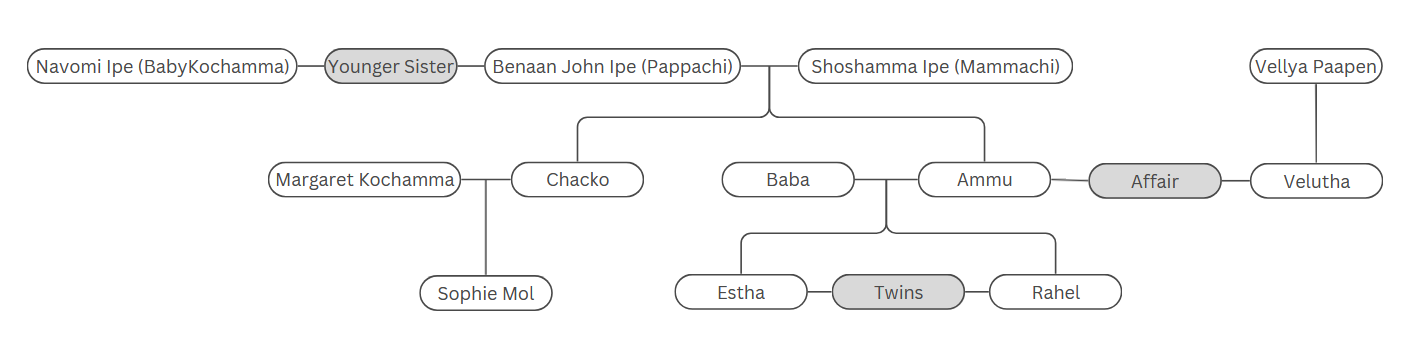 Navomi Ipe (BabyKochamma)
Younger Sister
Benaan John Ipe (Pappachi)
Shoshamma Ipe (Mammachi)
Vellya Paapen
Margaret Kochamma
Chacko
Baba
Ammu
Affair
Velutha
Sophie Mol
Estha
Twins
Rahel